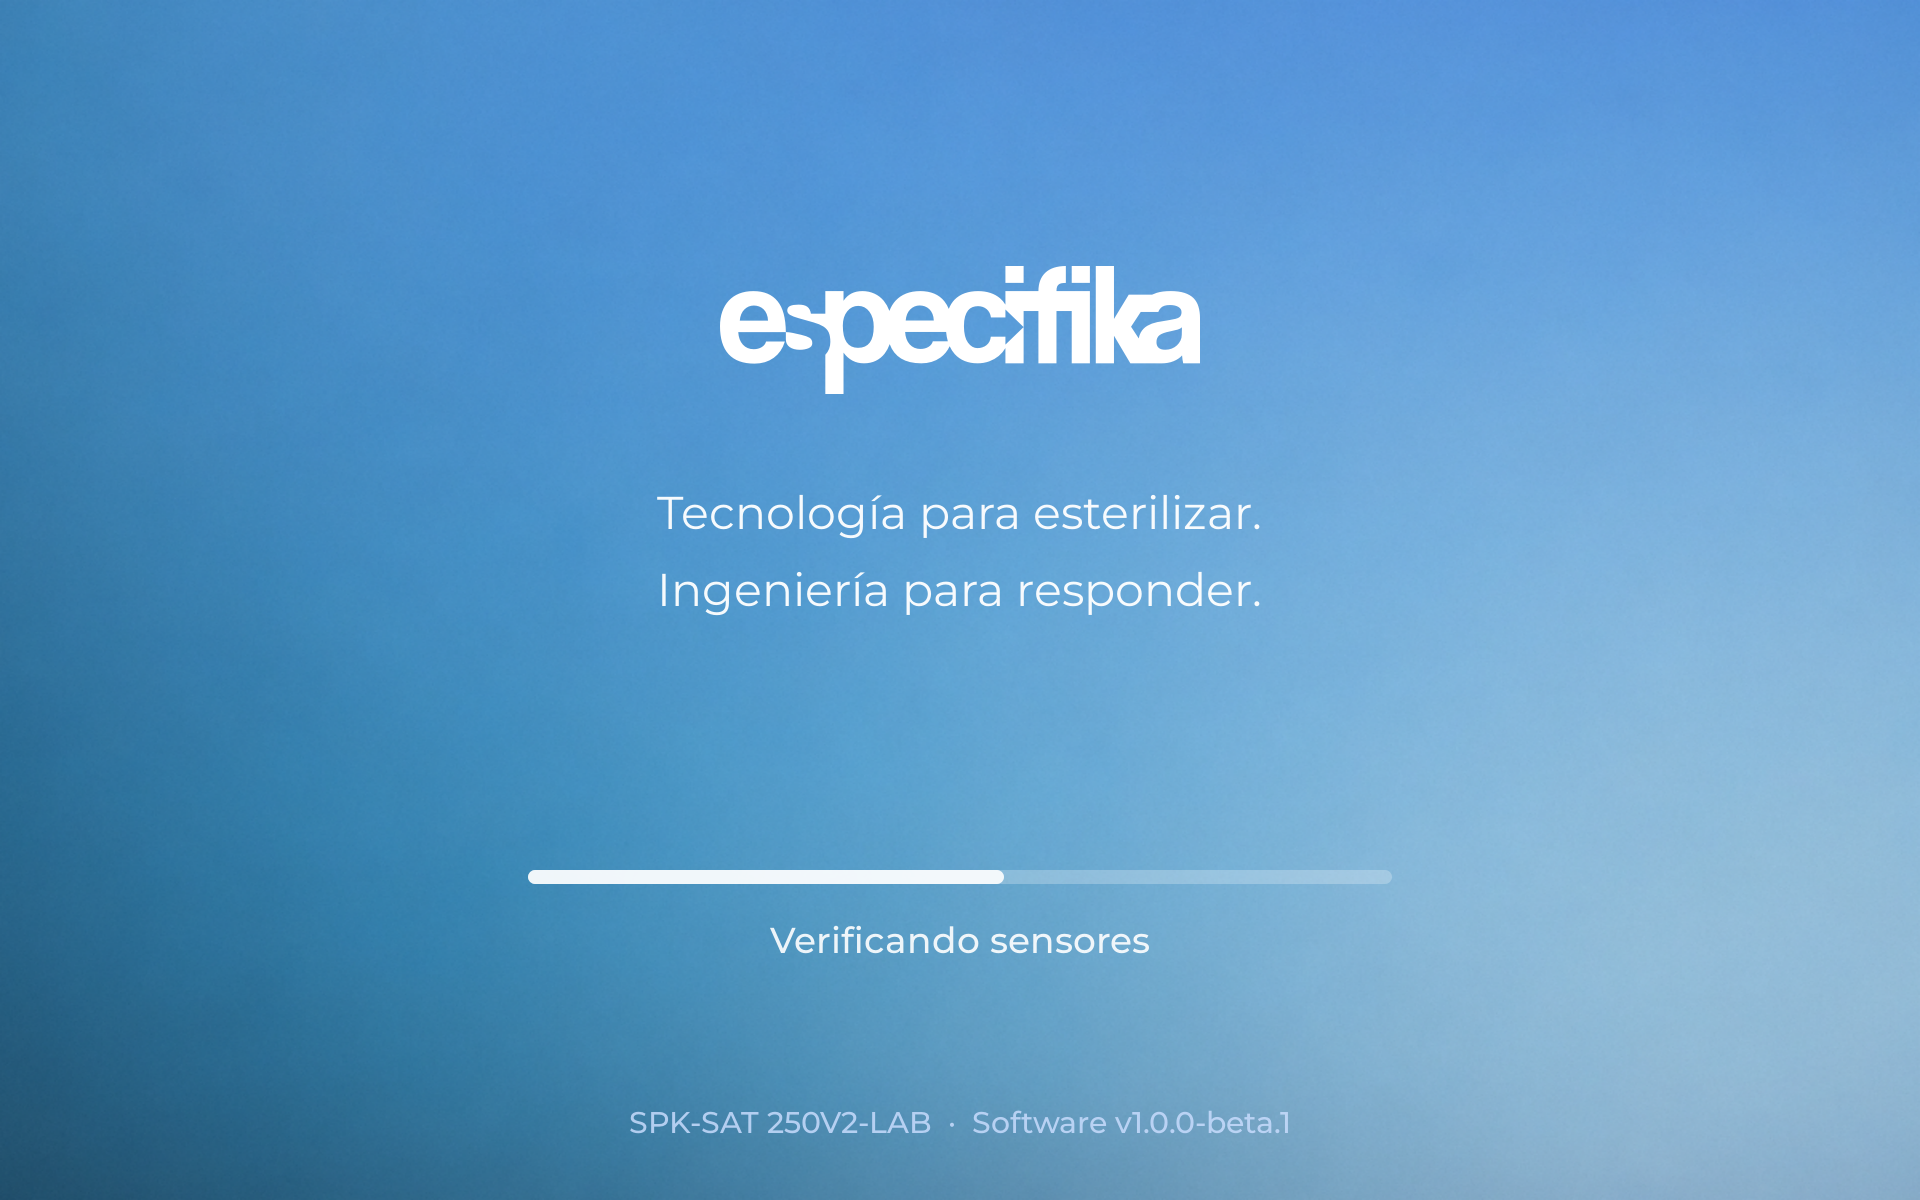 especifika
Tecnología para esterilizar.
Ingeniería para responder.
Verificando sensores
SPK-SAT 250V2-LAB · Software v1.0.0-beta.1